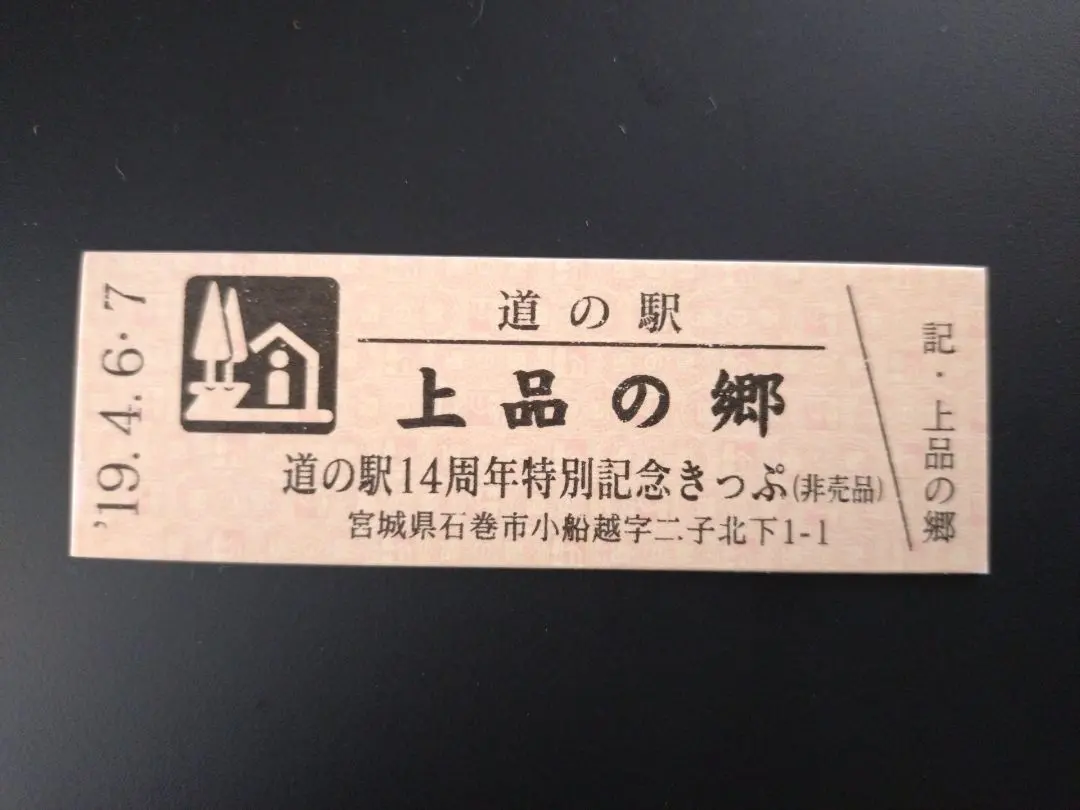 '19.4.6・7
道の駅
上品の郷
道の駅14周年特別記念きっぷ(非売品)
宮城県石巻市小船越字二子北下1-1
記・上品の郷